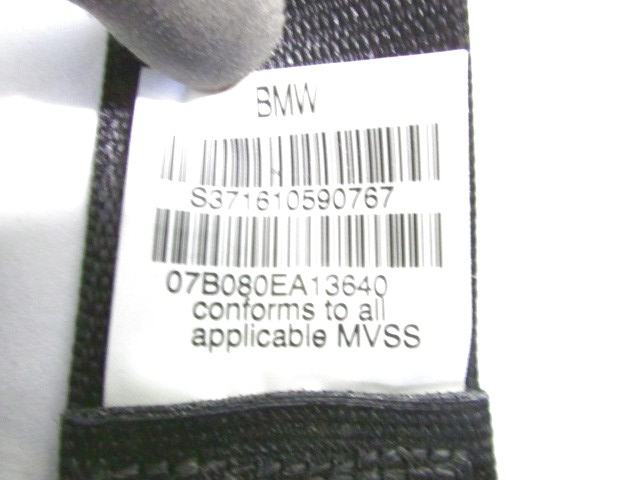 BMW
S371610590767
07B080EA13640
conforms to all
applicable MVSS